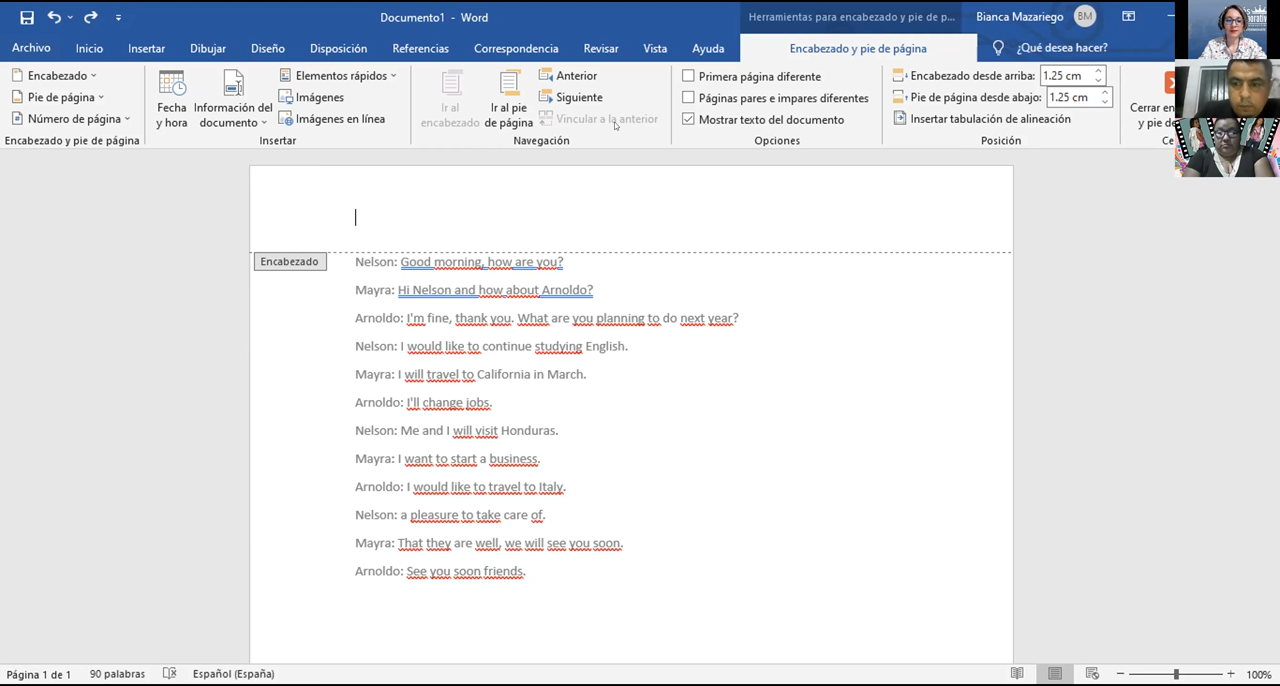 Documento1 - Word
Herramientas para encabezado y pie de p...
Bianca Mazariego
BM
Archivo
Inicio
Insertar
Dibujar
Diseño
Disposición
Referencias
Correspondencia
Revisar
Vista
Ayuda
Encabezado y pie de página
¿Qué desea hacer?
Encabezado
Pie de página
Número de página
Encabezado y pie de página
Fecha
y hora
Información del
documento
Elementos rápidos
Imágenes
Imágenes en línea
Insertar
Ir al
encabezado
Ir al pie
de página
Anterior
Siguiente
Vincular a la anterior
Navegación
Primera página diferente
Páginas pares e impares diferentes
Mostrar texto del documento
Opciones
Encabezado desde arriba: 1.25 cm
Pie de página desde abajo: 1.25 cm
Insertar tabulación de alineación
Posición
Cerrar en
y pie de
Ce
Encabezado
Nelson: Good morning, how are you?
Mayra: Hi Nelson and how about Arnoldo?
Arnoldo: I'm fine, thank you. What are you planning to do next year?
Nelson: I would like to continue studying English.
Mayra: I will travel to California in March.
Arnoldo: I'll change jobs.
Nelson: Me and I will visit Honduras.
Mayra: I want to start a business.
Arnoldo: I would like to travel to Italy.
Nelson: a pleasure to take care of.
Mayra: That they are well, we will see you soon.
Arnoldo: See you soon friends.
Página 1 de 1
90 palabras
Español (España)
100%